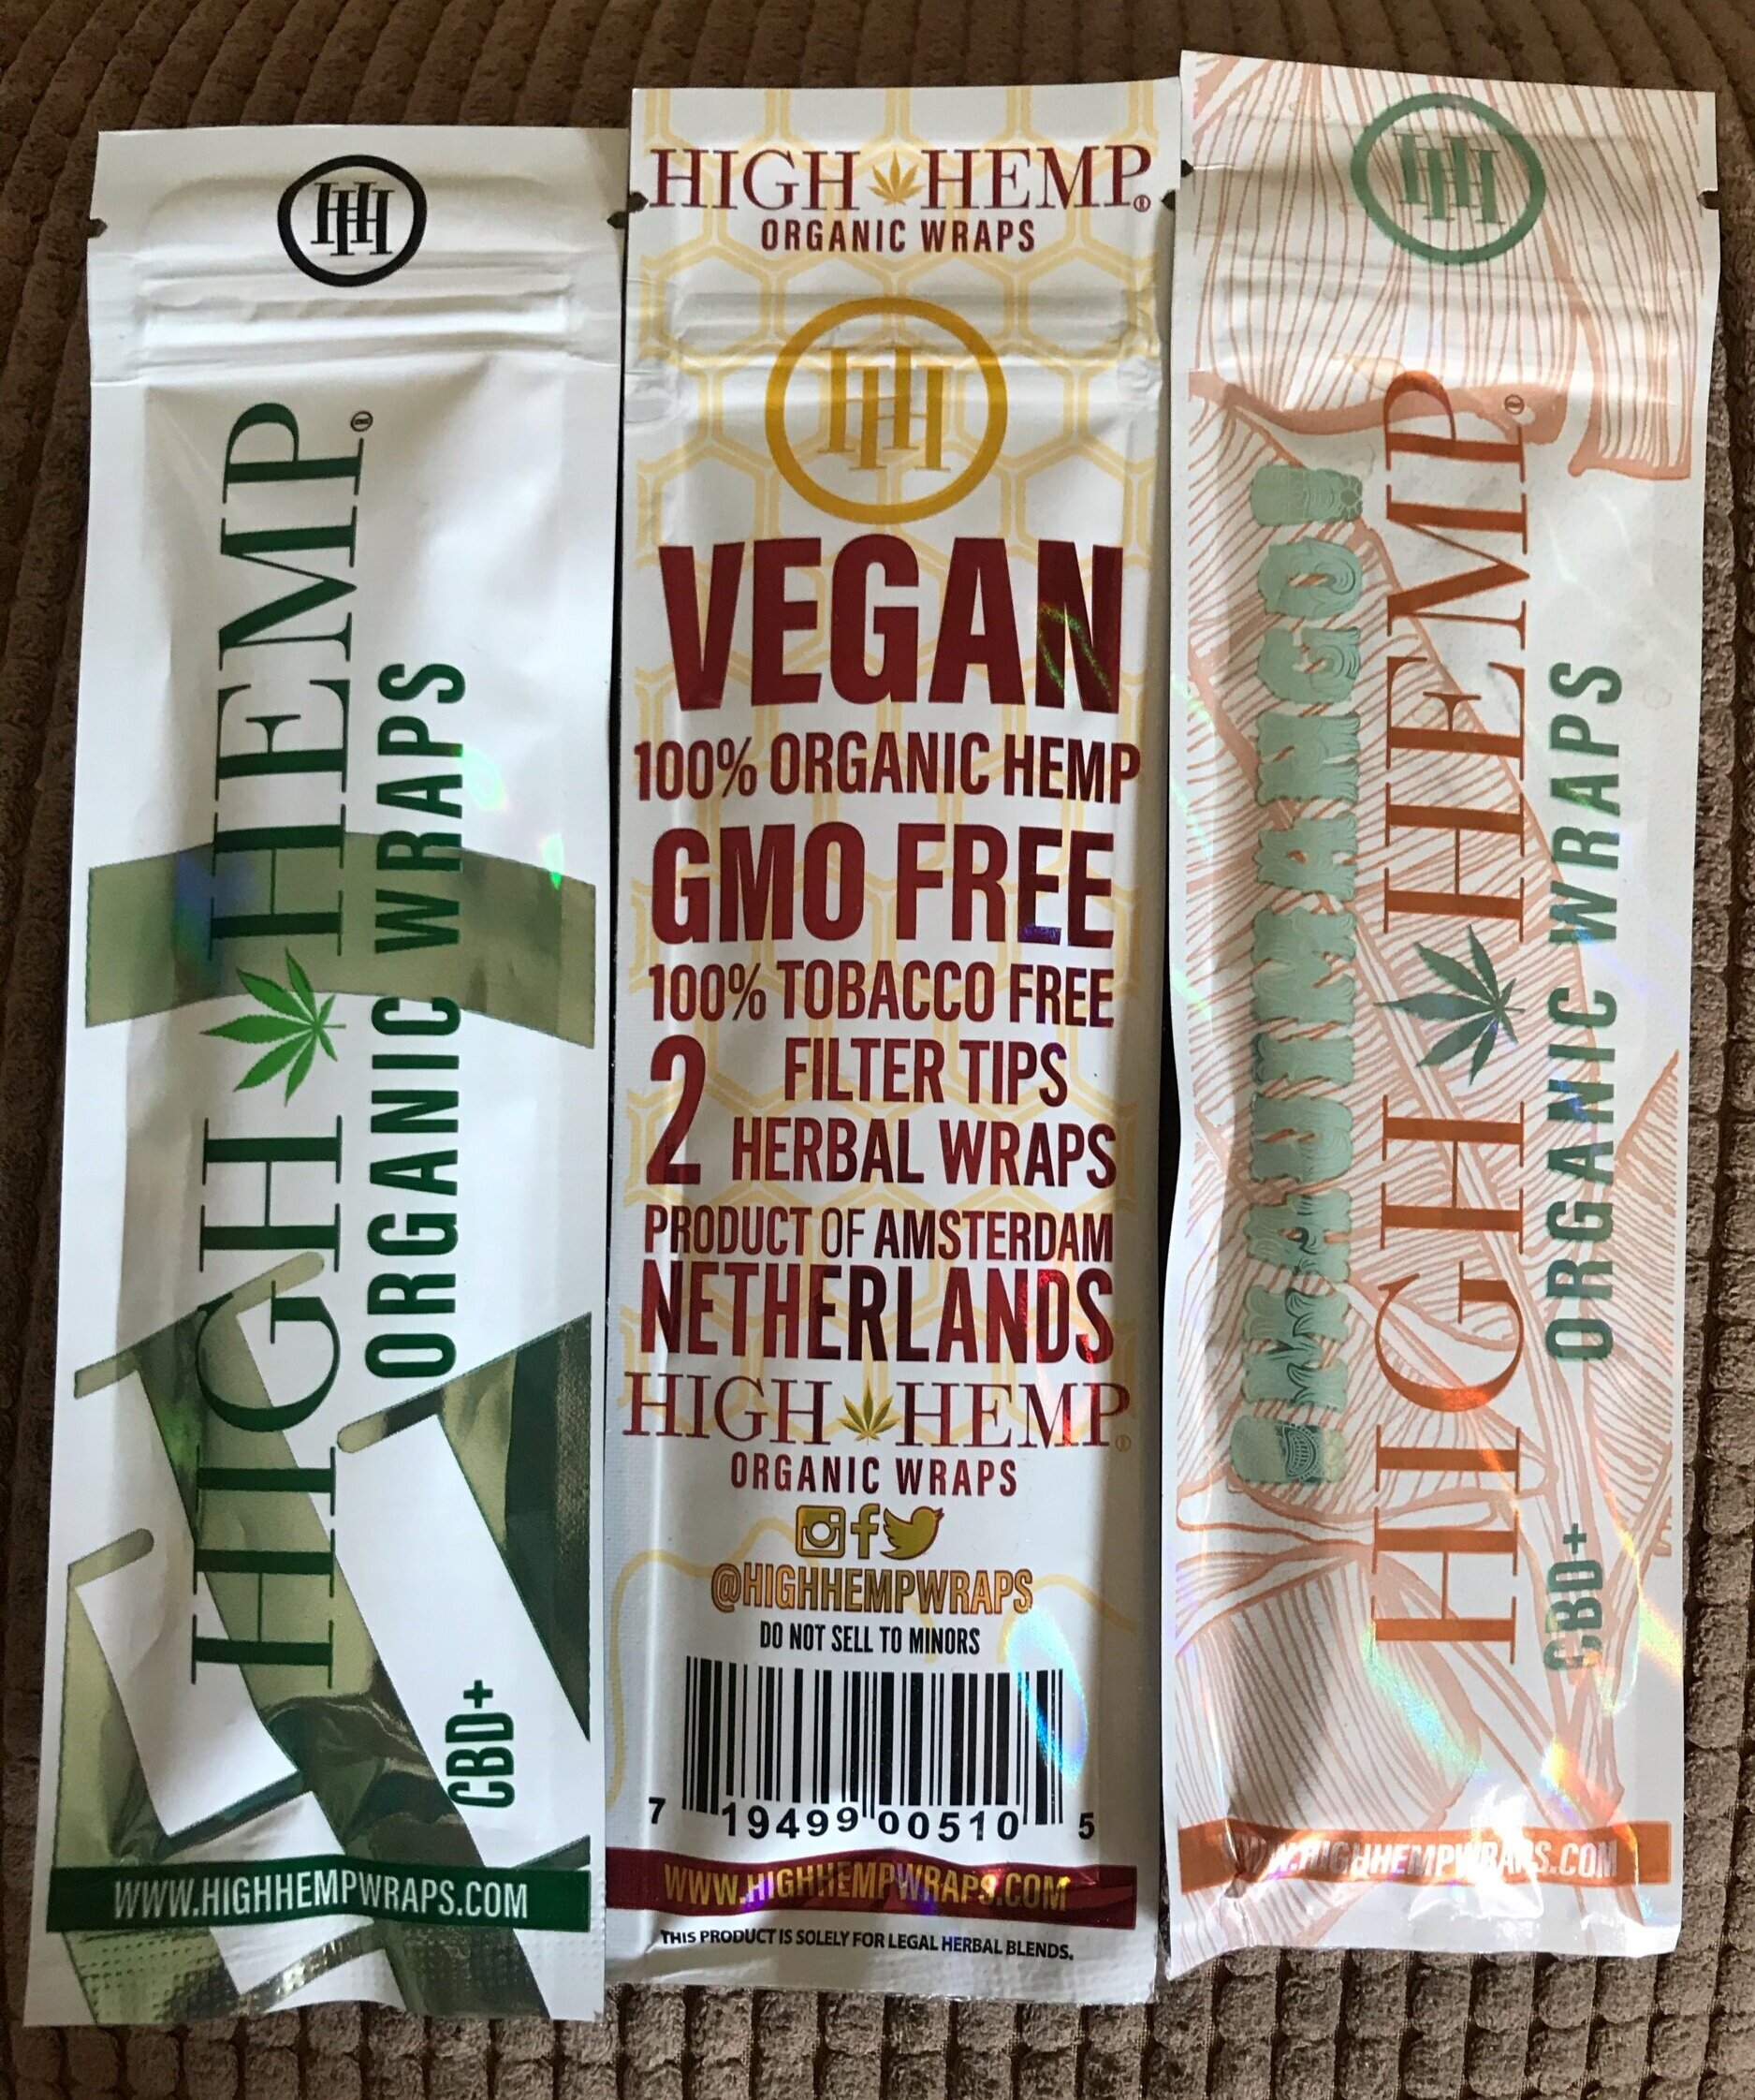 HH
HIGH HEMP®
ORGANIC WRAPS
CBD+
WWW.HIGHHEMPWRAPS.COM
HIGH HEMP®
ORGANIC WRAPS
HH
VEGAN
100% ORGANIC HEMP
GMO FREE
100% TOBACCO FREE
2 FILTER TIPS
HERBAL WRAPS
PRODUCT OF AMSTERDAM
NETHERLANDS
HIGH HEMP®
ORGANIC WRAPS
@HIGHHEMPWRAPS
DO NOT SELL TO MINORS
7 19499 00510 5
WWW.HIGHHEMPWRAPS.COM
THIS PRODUCT IS SOLELY FOR LEGAL HERBAL BLENDS.
HH
MAUI MANGO
HIGH HEMP®
ORGANIC WRAPS
CBD+
WWW.HIGHHEMPWRAPS.COM